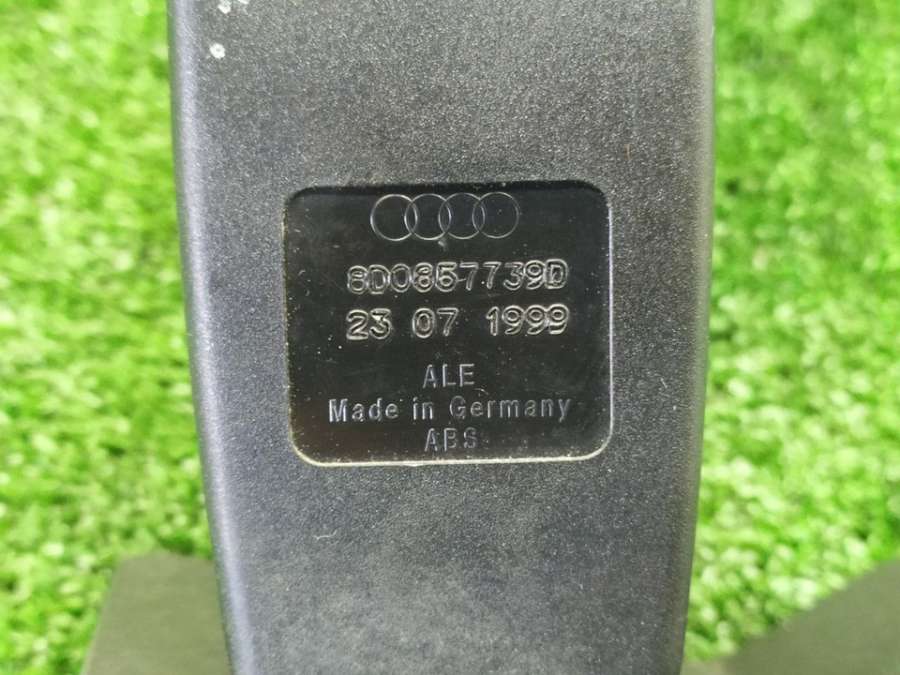 8D0857739D
23 07 1999
ALE
Made in Germany
ABS